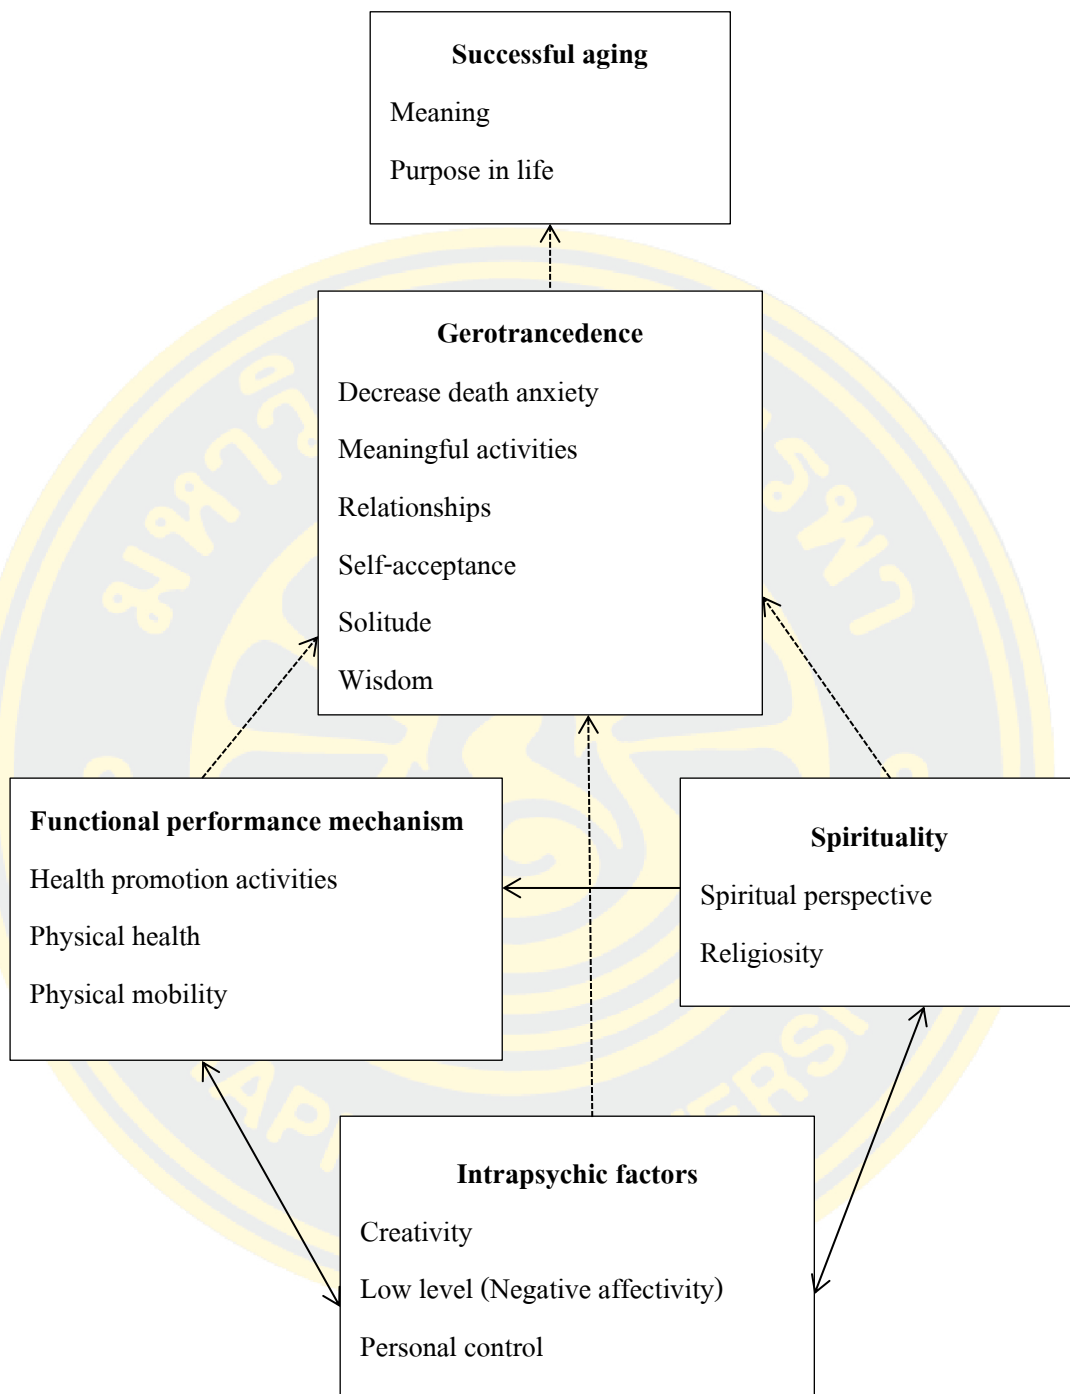 Successful aging
Meaning
Purpose in life
Gerotrancedence
Decrease death anxiety
Meaningful activities
Relationships
Self-acceptance
Solitude
Wisdom
Functional performance mechanism
Health promotion activities
Physical health
Physical mobility
Spirituality
Spiritual perspective
Religiosity
Intrapsychic factors
Creativity
Low level (Negative affectivity)
Personal control